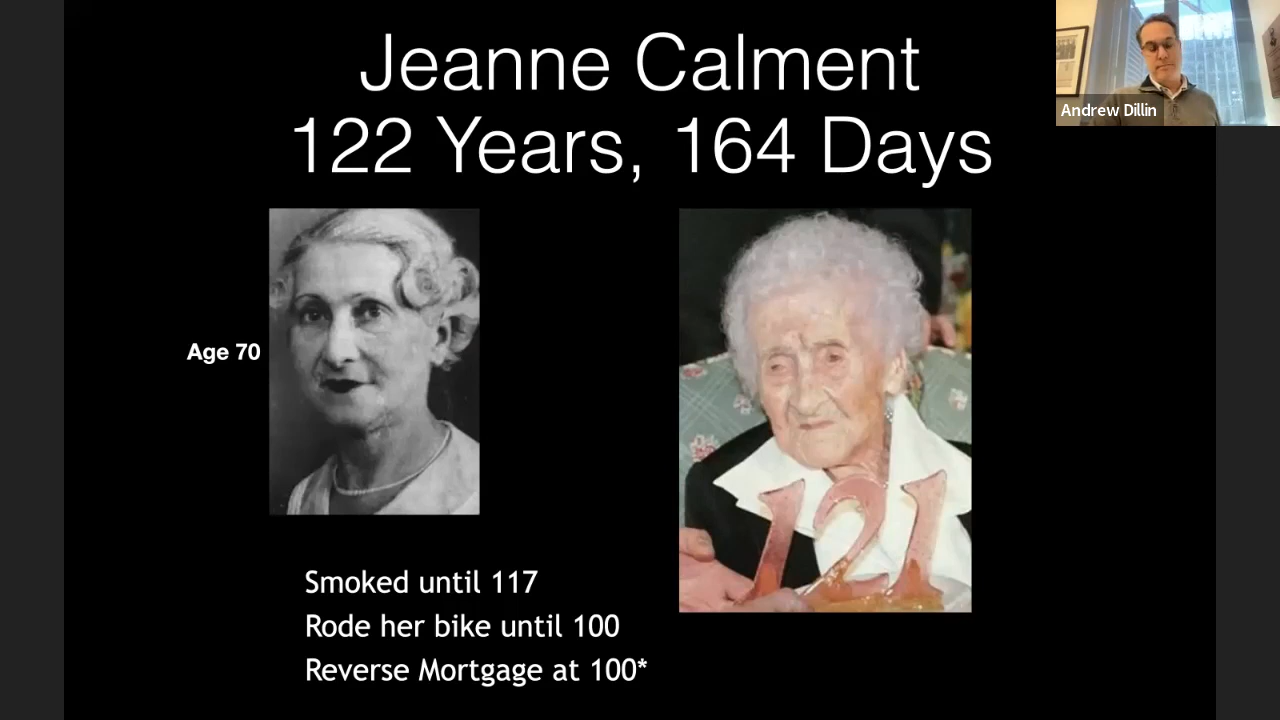 Jeanne Calment
122 Years, 164 Days
Andrew Dillin
Age 70
121
Smoked until 117
Rode her bike until 100
Reverse Mortgage at 100*